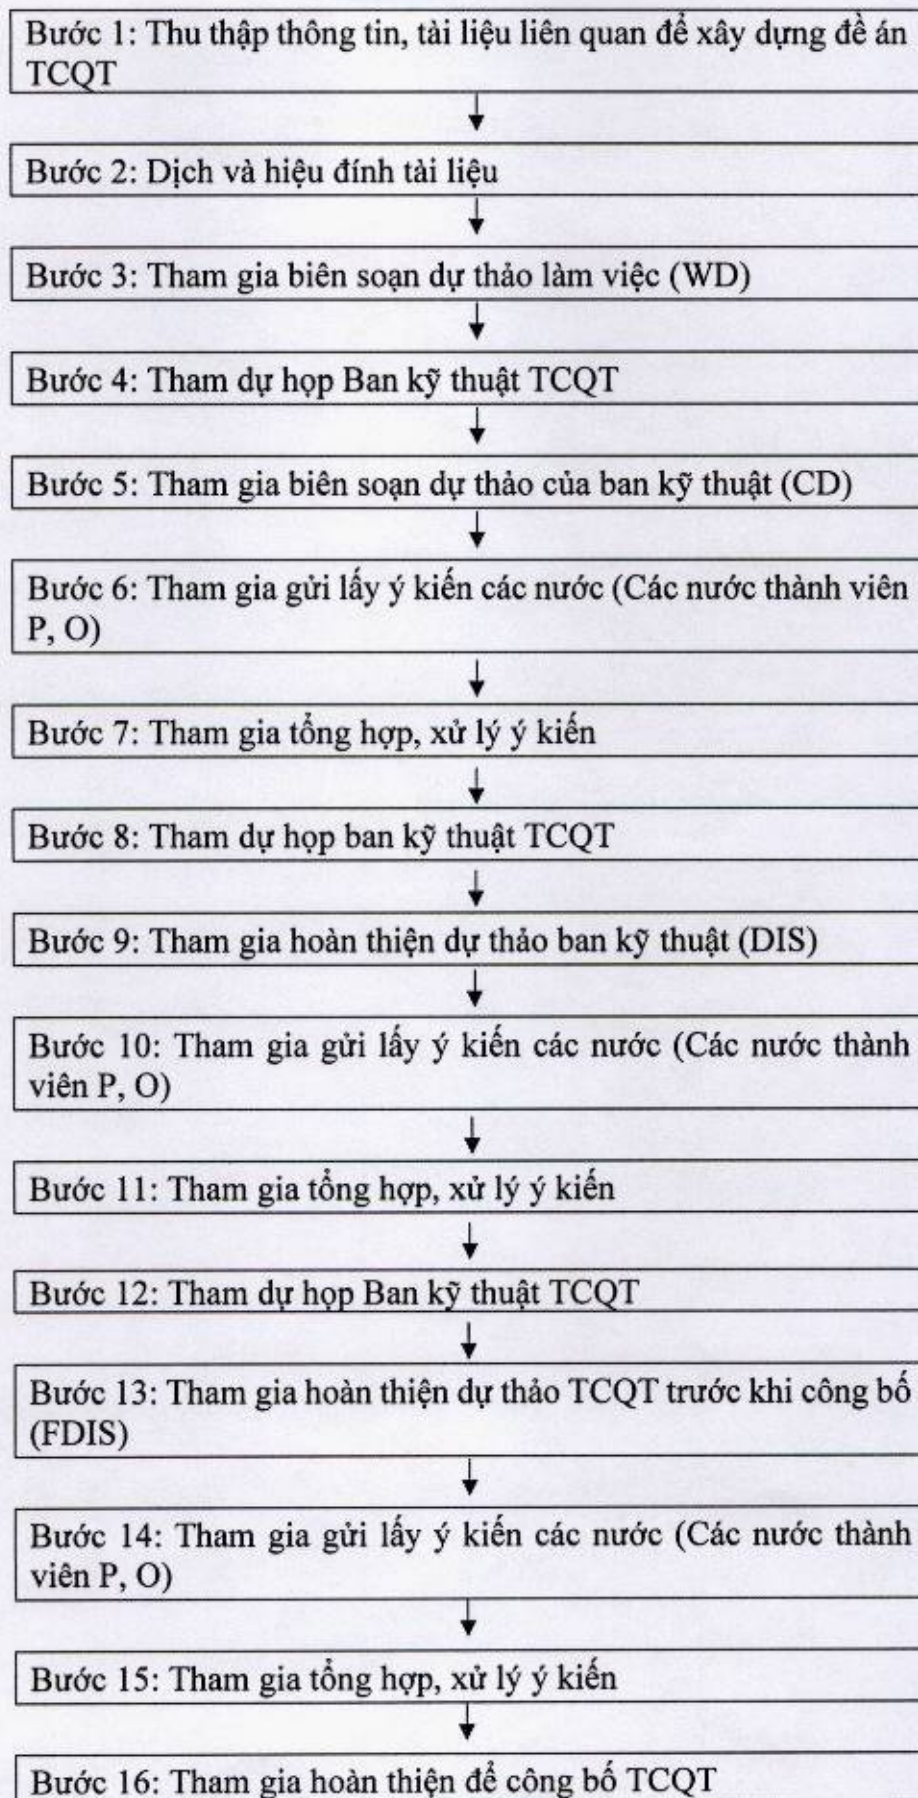 Bước 1: Thu thập thông tin, tài liệu liên quan để xây dựng đề án
TCQT
Bước 2: Dịch và hiệu đính tài liệu
Bước 3: Tham gia biên soạn dự thảo làm việc (WD)
Bước 4: Tham dự họp Ban kỹ thuật TCQT
Bước 5: Tham gia biên soạn dự thảo của ban kỹ thuật (CD)
Bước 6: Tham gia gửi lấy ý kiến các nước (Các nước thành viên
P, O)
Bước 7: Tham gia tổng hợp, xử lý ý kiến
Bước 8: Tham dự họp ban kỹ thuật TCQT
Bước 9: Tham gia hoàn thiện dự thảo ban kỹ thuật (DIS)
Bước 10: Tham gia gửi lấy ý kiến các nước (Các nước thành
viên P, O)
Bước 11: Tham gia tổng hợp, xử lý ý kiến
Bước 12: Tham dự họp Ban kỹ thuật TCQT
Bước 13: Tham gia hoàn thiện dự thảo TCQT trước khi công bố
(FDIS)
Bước 14: Tham gia gửi lấy ý kiến các nước (Các nước thành
viên P, O)
Bước 15: Tham gia tổng hợp, xử lý ý kiến
Bước 16: Tham gia hoàn thiện để công bố TCQT